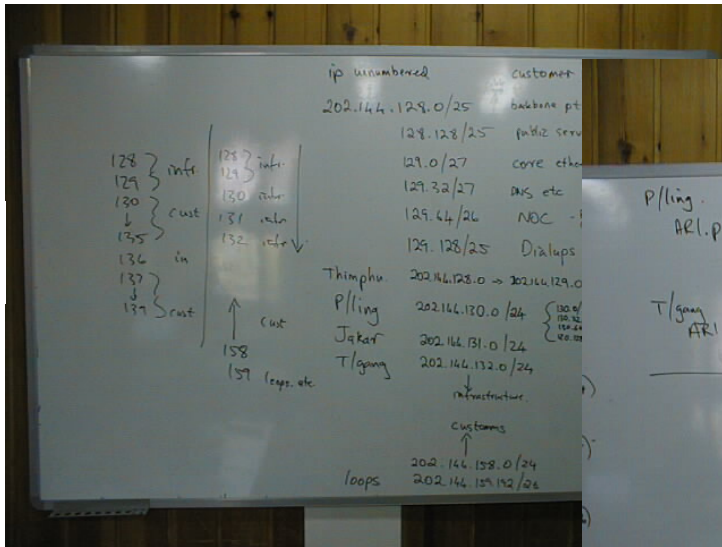 ip unnumbered customer
202.144.128.0/25 backbone pt
128.128/25 public serv
129.0/27 core ethe
129.32/27 DNS etc
129.64/26 NOC
129.128/25 Dialups
Thimphu 202.144.128.0 → 202.144.129.0
P/ling 202.144.130.0/24
Jakar 202.144.131.0/24
T/gang 202.144.132.0/24
infrastructure
customs
202.144.158.0/24
loops 202.144.159.192/26
128
129 infr
130
↓ cust
135
136 in
137
↓
139 cust
128
129 infr.
130 infr
131 infr
132 infr
cust
158
159 loops. etc
P/ling.
AR1.p
T/gang
AR1